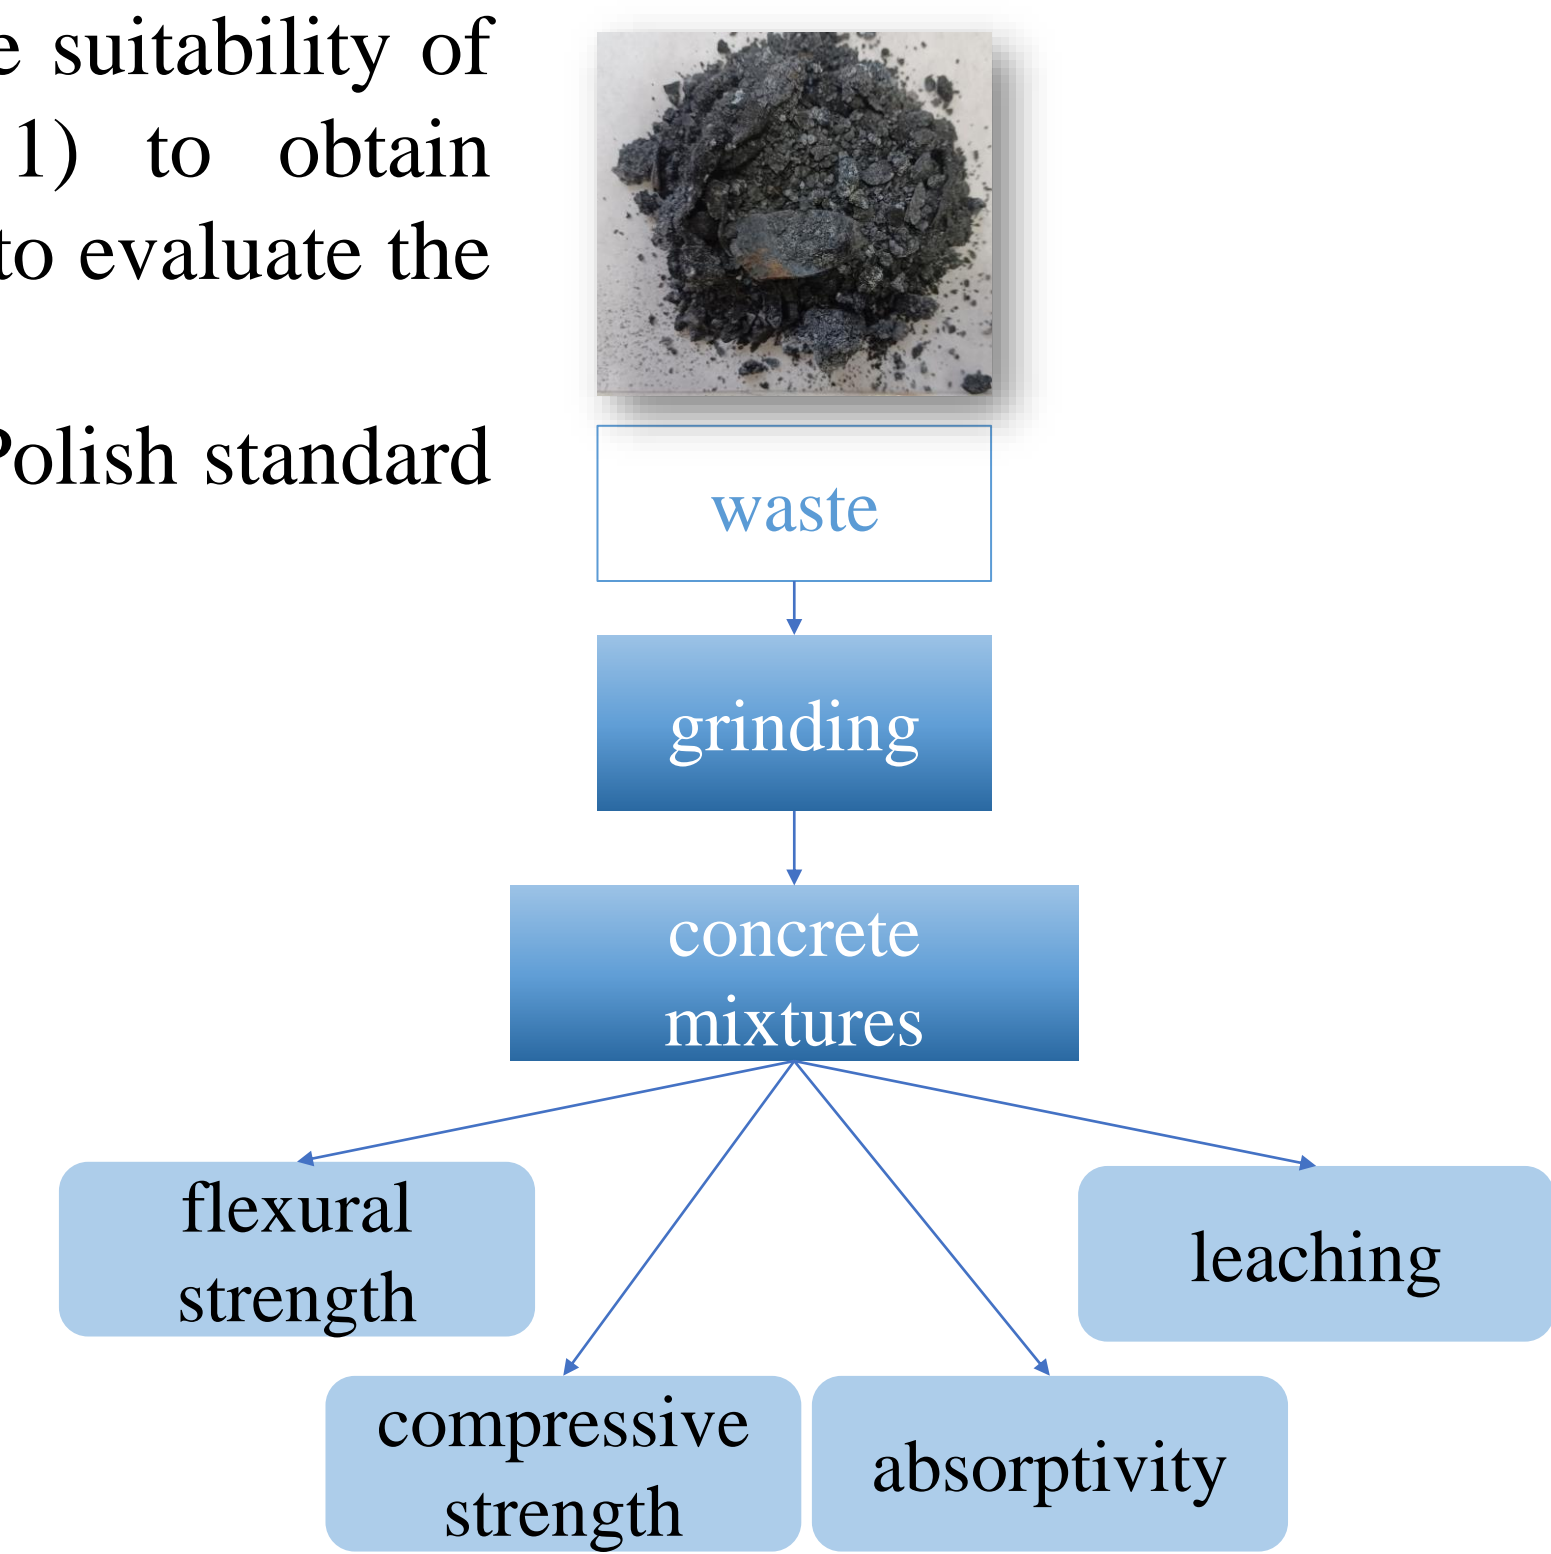 suitability of
1) to obtain
to evaluate the
Polish standard
waste
grinding
concrete
mixtures
flexural
strength
leaching
compressive
strength
absorptivity